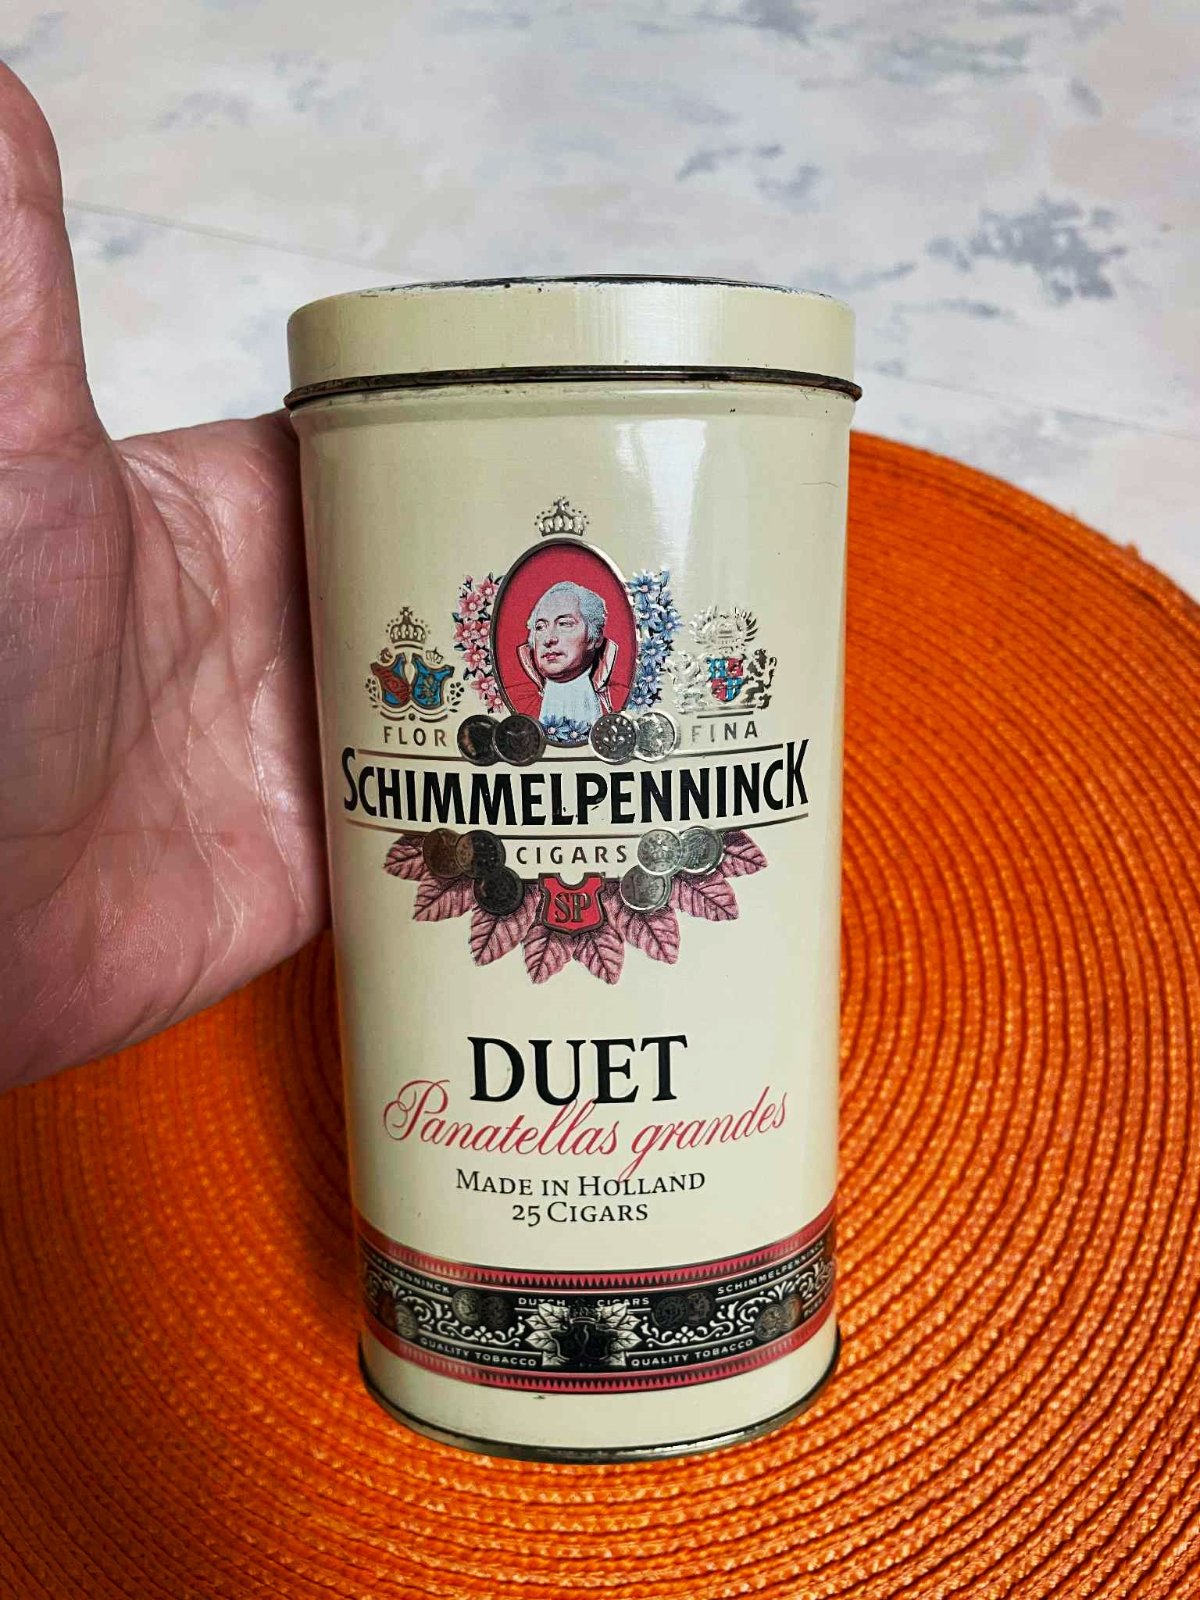 FLOR FINA
SCHIMMELPENNINCK
CIGARS
SP
DUET
Panatellas grandes
MADE IN HOLLAND
25 CIGARS
DUTCH CIGARS SCHIMMELPENNINCK
QUALITY TOBACCO QUALITY TOBACCO